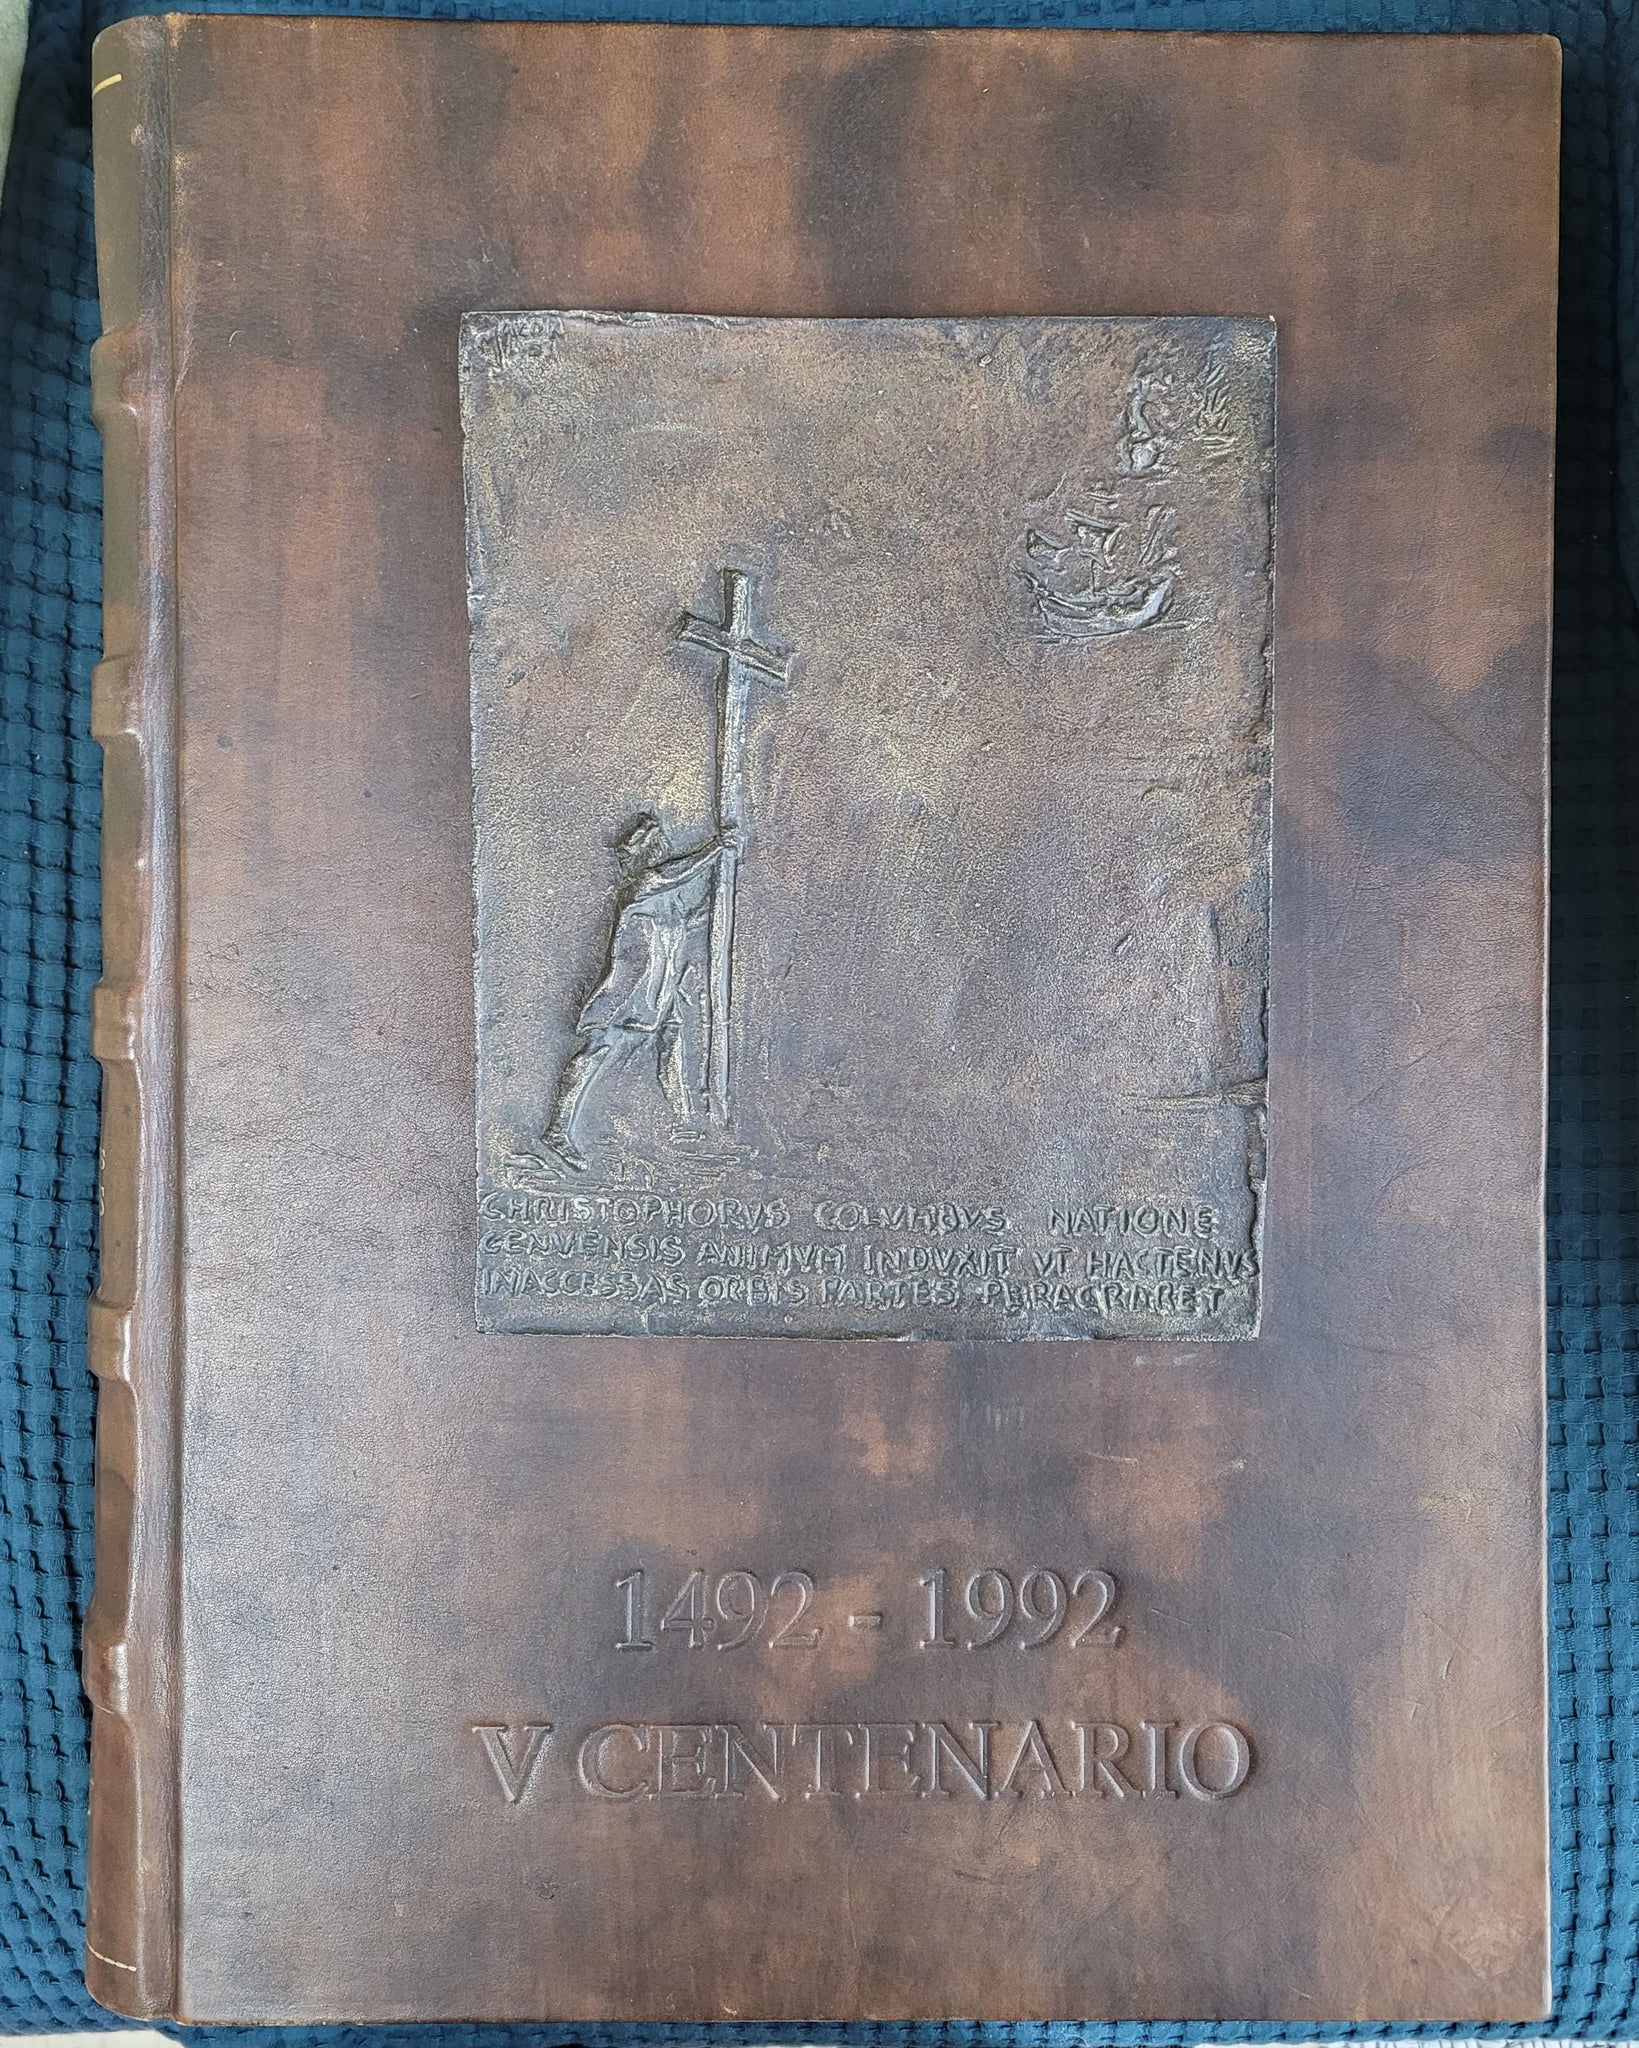 CHRISTOPHORVS COLVMBVS NATIONE
GENVENSIS ANIMVM INDVXIT VT HACTENVS
INACCESSAS ORBIS PARTES PERAGRARET
1492 - 1992
V CENTENARIO